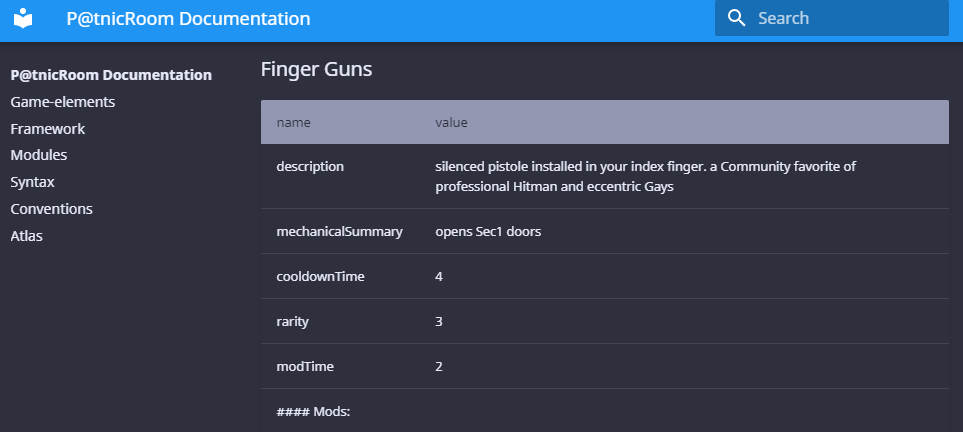 P@tnicRoom Documentation
Search
P@tnicRoom Documentation
Game-elements
Framework
Modules
Syntax
Conventions
Atlas
Finger Guns
name value
description silenced pistole installed in your index finger. a Community favorite of
professional Hitman and eccentric Gays
mechanicalSummary opens Sec1 doors
cooldownTime 4
rarity 3
modTime 2
#### Mods: